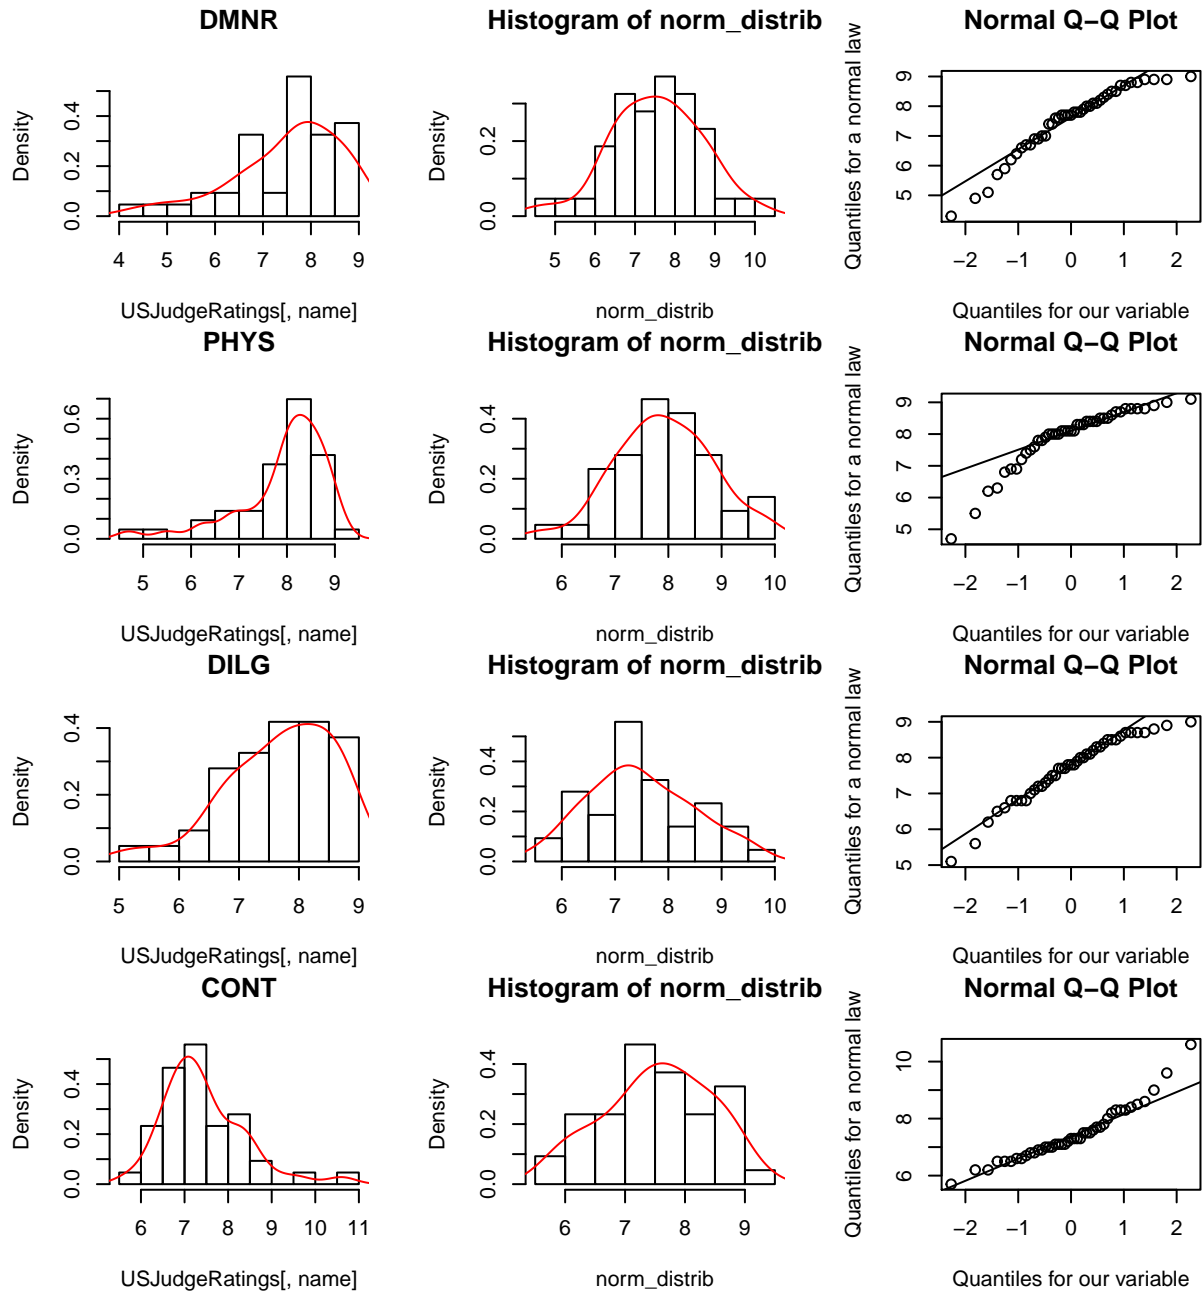 DMNR
Histogram of norm_distrib
Normal Q−Q Plot
Density
0.0 0.2 0.4
4 5 6 7 8 9
USJudgeRatings[, name]
Density
0.0 0.2
5 6 7 8 9 10
norm_distrib
Quantiles for a normal law
5 6 7 8 9
−2 −1 0 1 2
Quantiles for our variable
PHYS
Histogram of norm_distrib
Normal Q−Q Plot
Density
0.0 0.3 0.6
5 6 7 8 9
USJudgeRatings[, name]
Density
0.0 0.2 0.4
6 7 8 9 10
norm_distrib
Quantiles for a normal law
5 6 7 8 9
−2 −1 0 1 2
Quantiles for our variable
DILG
Histogram of norm_distrib
Normal Q−Q Plot
Density
0.0 0.2 0.4
5 6 7 8 9
USJudgeRatings[, name]
Density
0.0 0.2 0.4
6 7 8 9 10
norm_distrib
Quantiles for a normal law
5 6 7 8 9
−2 −1 0 1 2
Quantiles for our variable
CONT
Histogram of norm_distrib
Normal Q−Q Plot
Density
0.0 0.2 0.4
6 7 8 9 10 11
USJudgeRatings[, name]
Density
0.0 0.2 0.4
6 7 8 9
norm_distrib
Quantiles for a normal law
6 8 10
−2 −1 0 1 2
Quantiles for our variable